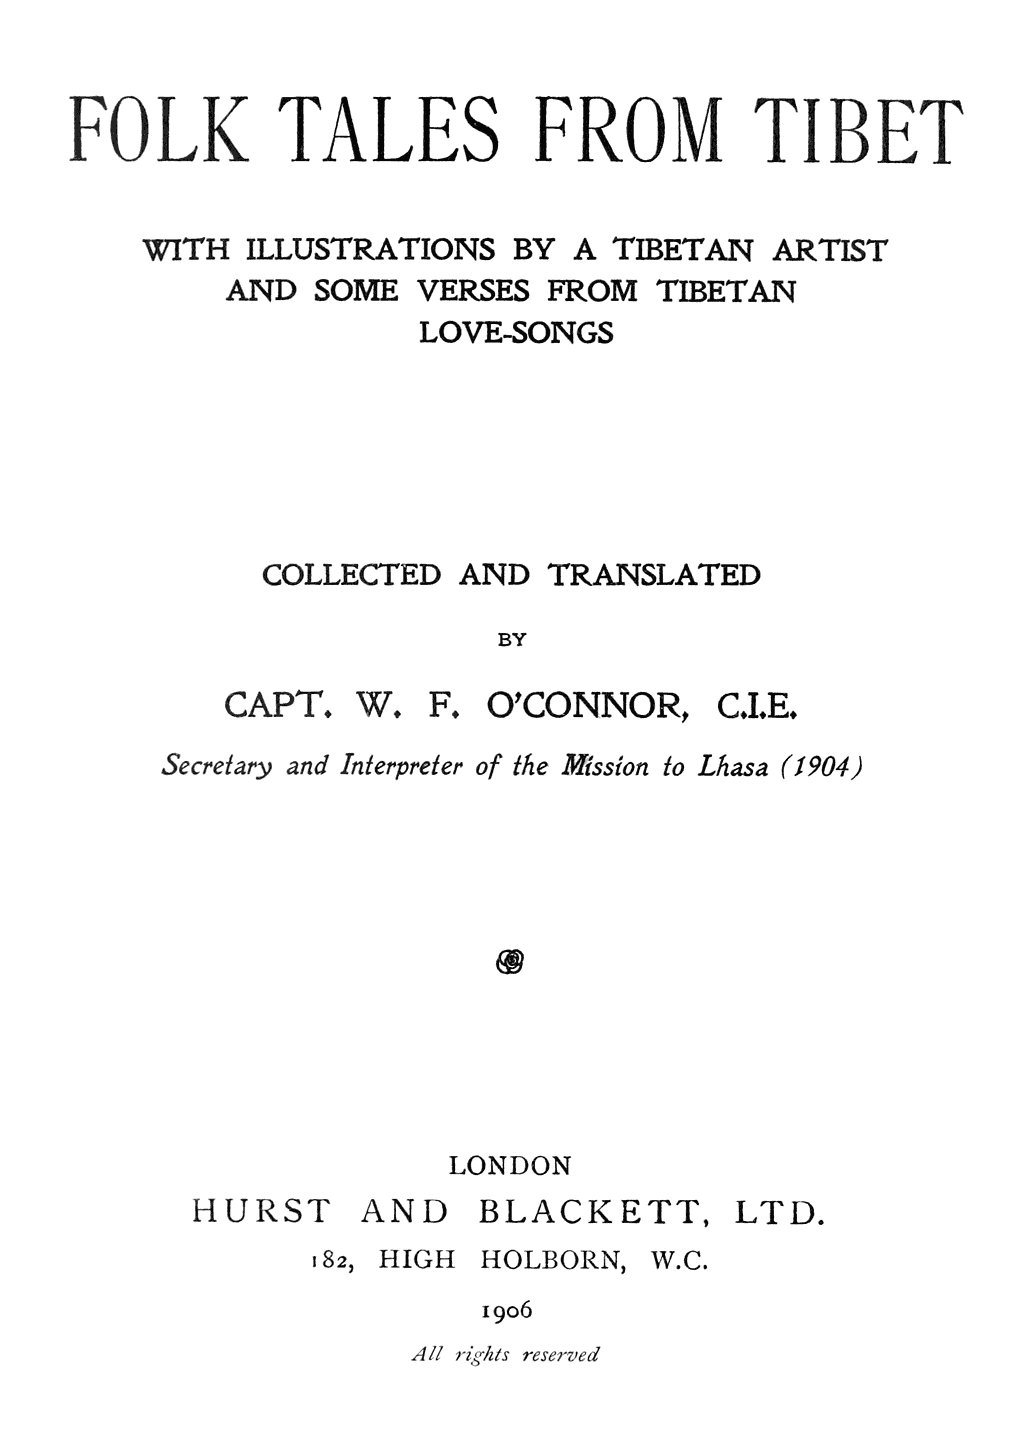 FOLK TALES FROM TIBET
WITH ILLUSTRATIONS BY A TIBETAN ARTIST
AND SOME VERSES FROM TIBETAN
LOVE-SONGS
COLLECTED AND TRANSLATED
BY
CAPT. W. F. O'CONNOR, C.I.E.
Secretary and Interpreter of the Mission to Lhasa (1904)
LONDON
HURST AND BLACKETT, LTD.
182, HIGH HOLBORN, W.C.
1906
All rights reserved